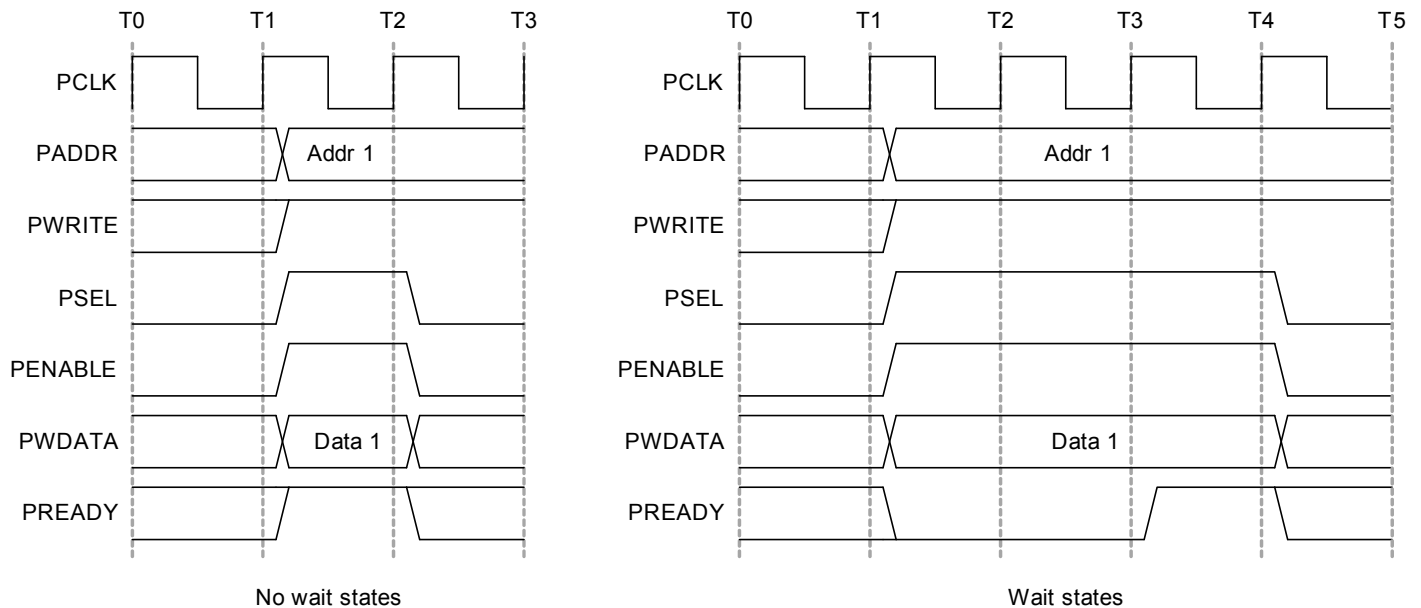 T0 T1 T2 T3
PCLK
PADDR Addr 1
PWRITE
PSEL
PENABLE
PWDATA Data 1
PREADY
No wait states
T0 T1 T2 T3 T4 T5
PCLK
PADDR Addr 1
PWRITE
PSEL
PENABLE
PWDATA Data 1
PREADY
Wait states